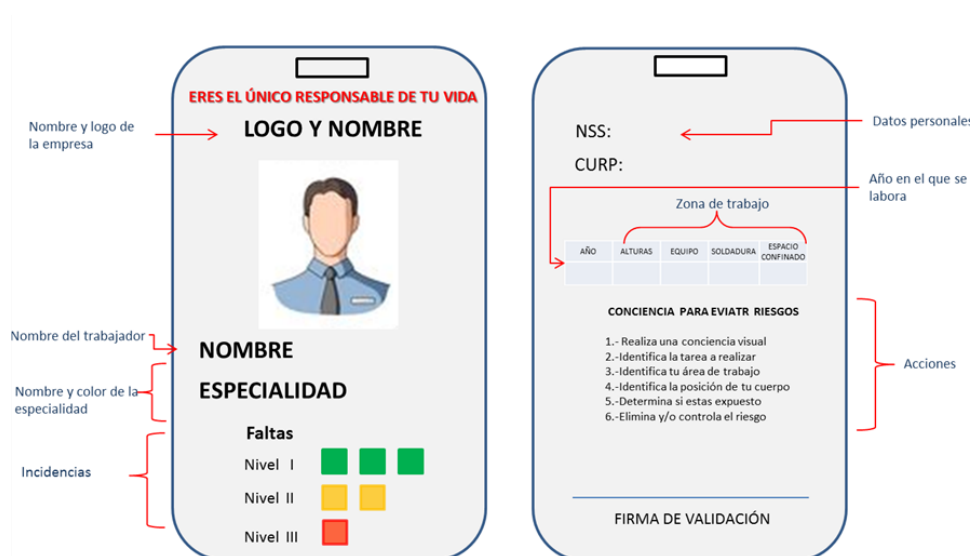 ERES EL ÚNICO RESPONSABLE DE TU VIDA
LOGO Y NOMBRE
Nombre y logo de
la empresa
Nombre del trabajador
NOMBRE
Nombre y color de la
especialidad
ESPECIALIDAD
Incidencias
Faltas
Nivel I
Nivel II
Nivel III
NSS:
Datos personales
CURP:
Año en el que se
labora
Zona de trabajo
AÑO ALTURAS EQUIPO SOLDADURA ESPACIO
CONFINADO
CONCIENCIA PARA EVIATR RIESGOS
1.- Realiza una conciencia visual
2.-Identifica la tarea a realizar
3.-Identifica tu área de trabajo
4.-Identifica la posición de tu cuerpo
5.-Determina si estas expuesto
6.-Elimina y/o controla el riesgo
Acciones
FIRMA DE VALIDACIÓN